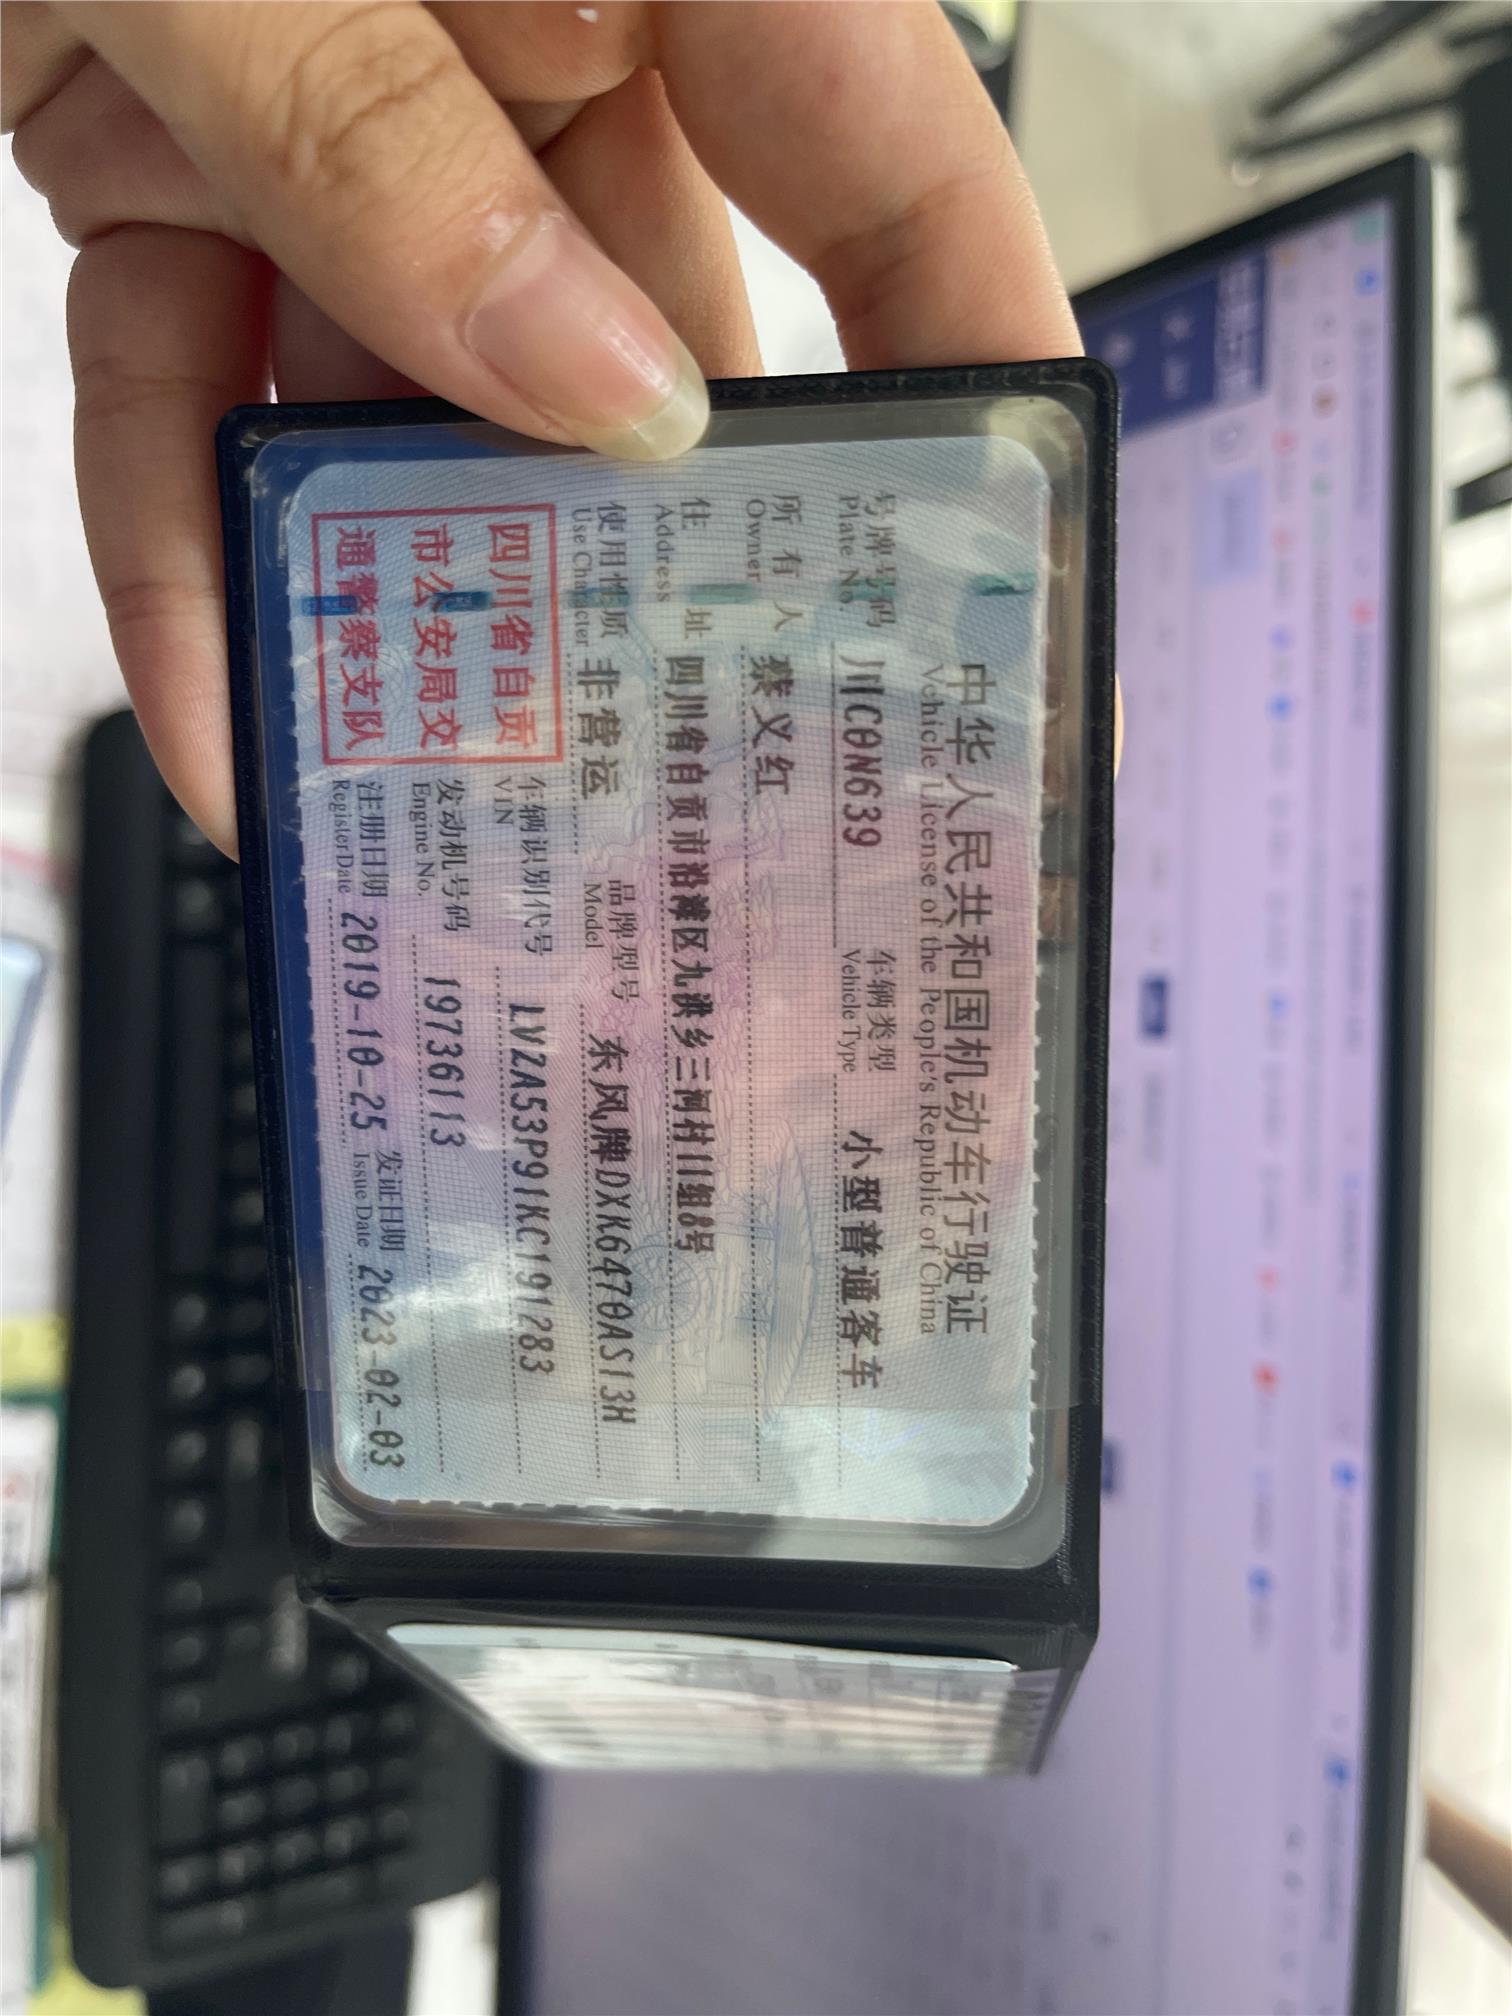 中华人民共和国机动车行驶证
Vehicle License of the People's Republic of China
号牌号码 川C0N639 车辆类型 小型普通客车
Plate No. Vehicle Type
所有人 蔡义红
Owner
住址 四川省自贡市沿滩区九洪乡三河村11组8号
Address
使用性质 非营运 品牌型号 东风牌DXK6470AS13H
Use Character Model
四川省自贡
市公安局交
通警察支队
车辆识别代号 LVZA53P91KC191283
VIN
发动机号码 19736113
Engine No.
注册日期 2019-10-25 发证日期 2023-02-03
Register Date Issue Date